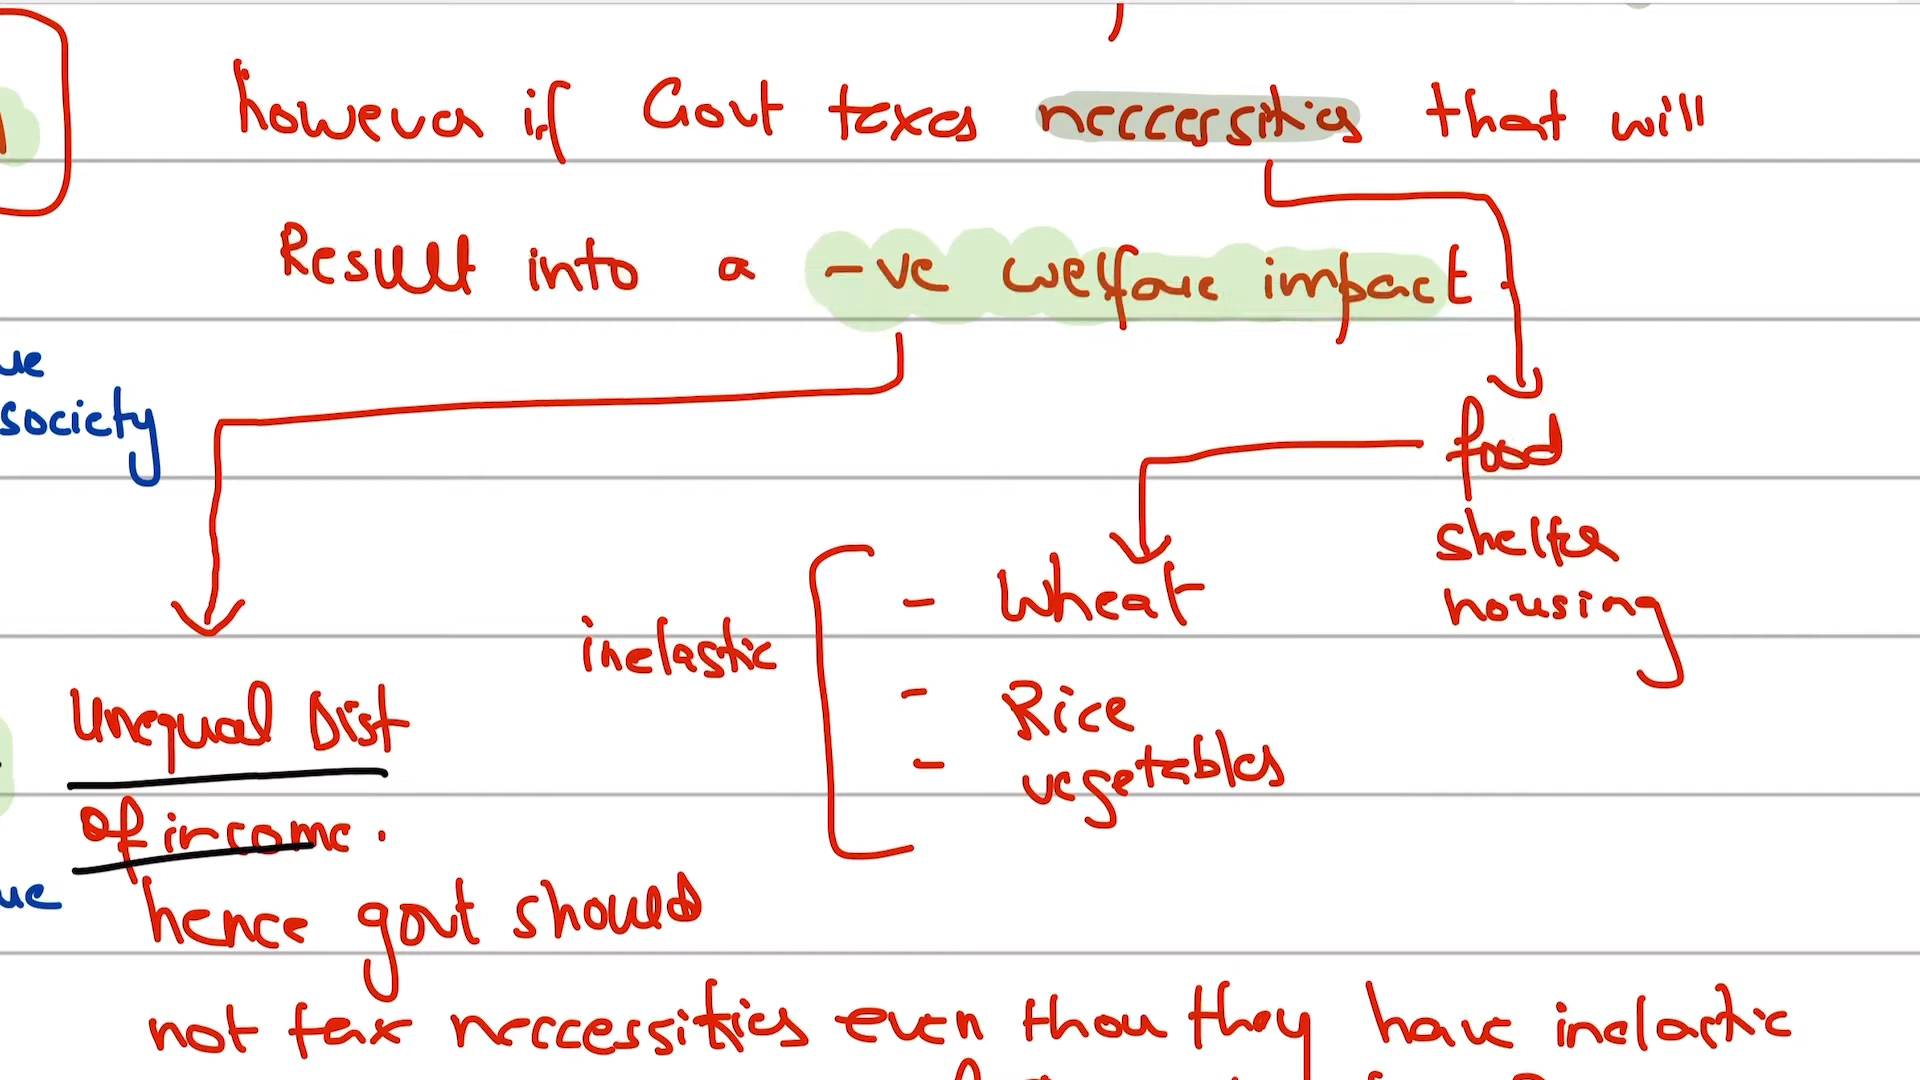 however if Govt taxes neccessities that will
Result into a -ve welfare impact.
ue
society
food
shelter
housing
inelastic
- Wheat
- Rice
- vegetables
Unequal Dist
of income.
ue
hence govt should
not tax neccessities even thou they have inelastic